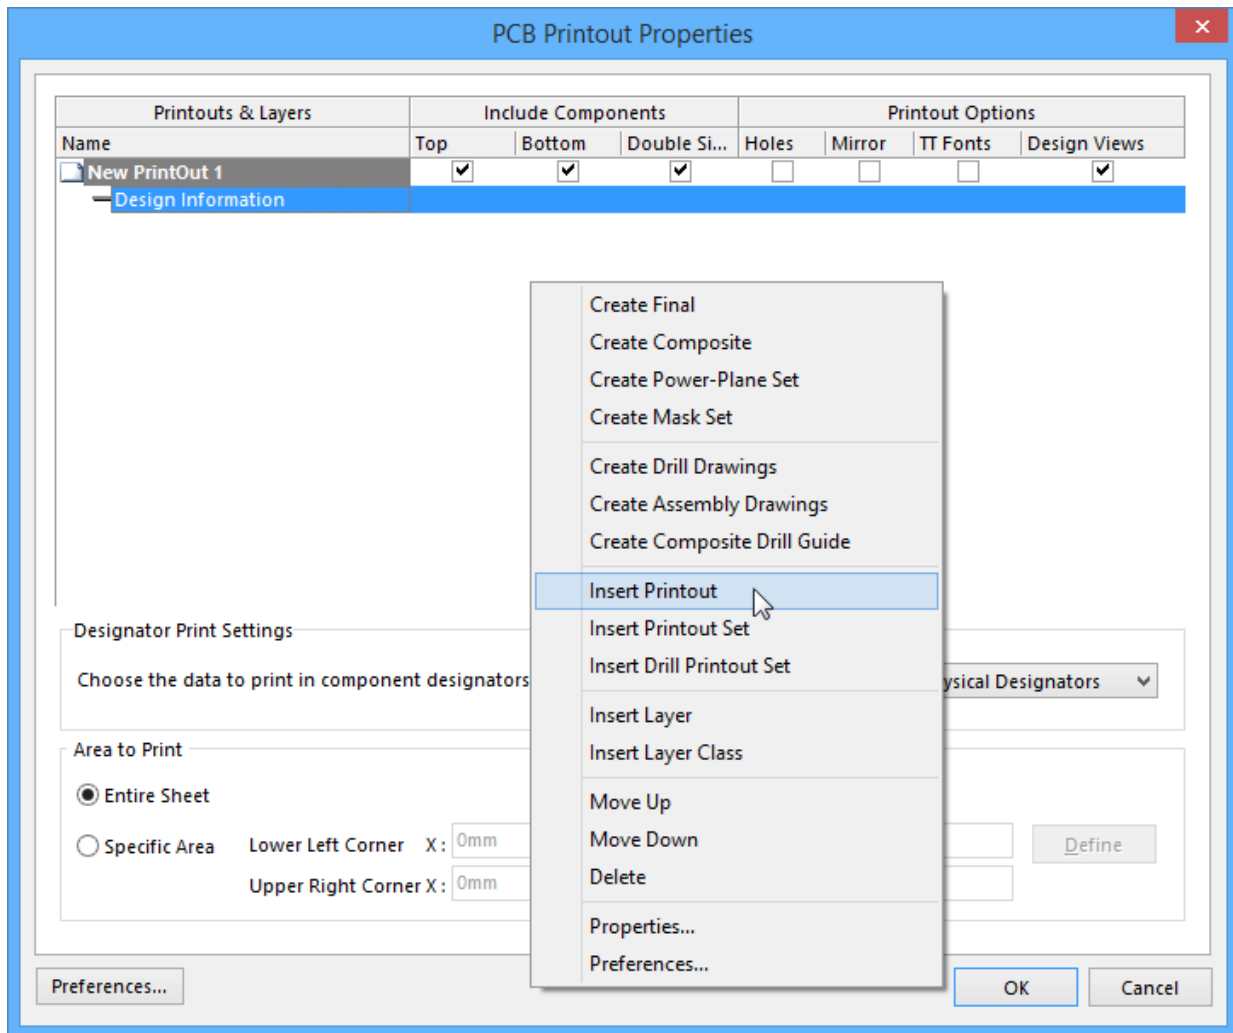 PCB Printout Properties
Printouts & Layers Include Components Printout Options
Name Top Bottom Double Si... Holes Mirror TT Fonts Design Views
New PrintOut 1
Design Information
Create Final
Create Composite
Create Power-Plane Set
Create Mask Set
Create Drill Drawings
Create Assembly Drawings
Create Composite Drill Guide
Insert Printout
Insert Printout Set
Insert Drill Printout Set
Insert Layer
Insert Layer Class
Move Up
Move Down
Delete
Properties...
Preferences...
Designator Print Settings
Choose the data to print in component designators
ysical Designators
Area to Print
Entire Sheet
Specific Area Lower Left Corner X : 0mm
Define
Upper Right Corner X : 0mm
Preferences... OK Cancel